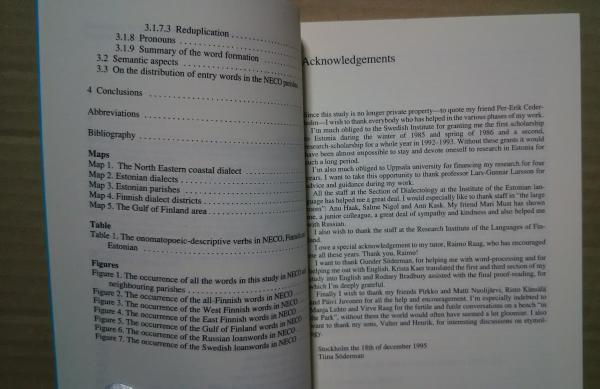 3.1.7.3 Reduplication
3.1.8 Pronouns
3.1.9 Summary of the word formation
3.2 Semantic aspects
3.3 On the distribution of entry words in the NECO parishes
4 Conclusions
Abbreviations
Bibliography
Maps
Map 1. The North Eastern coastal dialect
Map 2. Estonian dialects
Map 3. Estonian parishes
Map 4. Finnish dialect districts
Map 5. The Gulf of Finland area
Table
Table 1. The onomatopoeic-descriptive verbs in NECO, Finnish and
Estonian
Figures
Figure 1. The occurrence of all the words in this study in NECO and
neighbouring parishes
Figure 2. The occurrence of the all-Finnish words in NECO
Figure 3. The occurrence of the West Finnish words in NECO
Figure 4. The occurrence of the East Finnish words in NECO
Figure 5. The occurrence of the Gulf of Finland words in NECO
Figure 6. The occurrence of the Russian loanwords in NECO
Figure 7. The occurrence of the Swedish loanwords in NECO
Acknowledgements
Since this study is no longer private property—to quote my friend Per-Erik Ceder-
holm—I wish to thank everybody who has helped in the various phases of my work.
I'm much obliged to the Swedish Institute for granting me the first scholarship
to Estonia during the winter of 1985 and spring of 1986 and a second,
research-scholarship for a whole year in 1992–1993. Without these grants it would
have been almost impossible to stay and devote oneself to research in Estonia for
such a long period.
I'm also much obliged to Uppsala university for financing my research for four
years. I want to take this opportunity to thank professor Lars-Gunnar Larsson for
advice and guidance during my work.
All the staff at the Section of Dialectology at the Institute of the Estonian lan-
guage has helped me a great deal. I would especially like to thank staff in "the large
ness": Anu Haak, Salme Nigol and Ann Kask. My friend Mari Must has shown
me, a junior colleague, a great deal of sympathy and kindness and also helped me
with Russian.
I also wish to thank the staff at the Research Institute of the Languages of Fin-
land.
I owe a special acknowledgement to my tutor, Raimo Raag, who has encouraged
me all these years. Thank you, Raimo!
I want to thank Gunder Söderman, for helping me with word-processing and for
helping me out with English. Krista Kaer translated the first and third section of my
study into English and Rodney Bradbury assisted with the final proof-reading, for
which I'm deeply grateful.
Finally I wish to thank my friends Pirkko and Matti Nuolijärvi, Risto Kimsälä
and Päivi Juvonen for all the help and encouragement. I'm especially indebted to
Marja Lehto and Virve Raag for the fertile and futile conversations on a bench "in
the Park", without them the world would often have seemed a lot gloomier. I also
want to thank my sons, Valter and Henrik, for interesting discussions on etymol-
ogy.
Stockholm the 18th of december 1995
Tiina Söderman